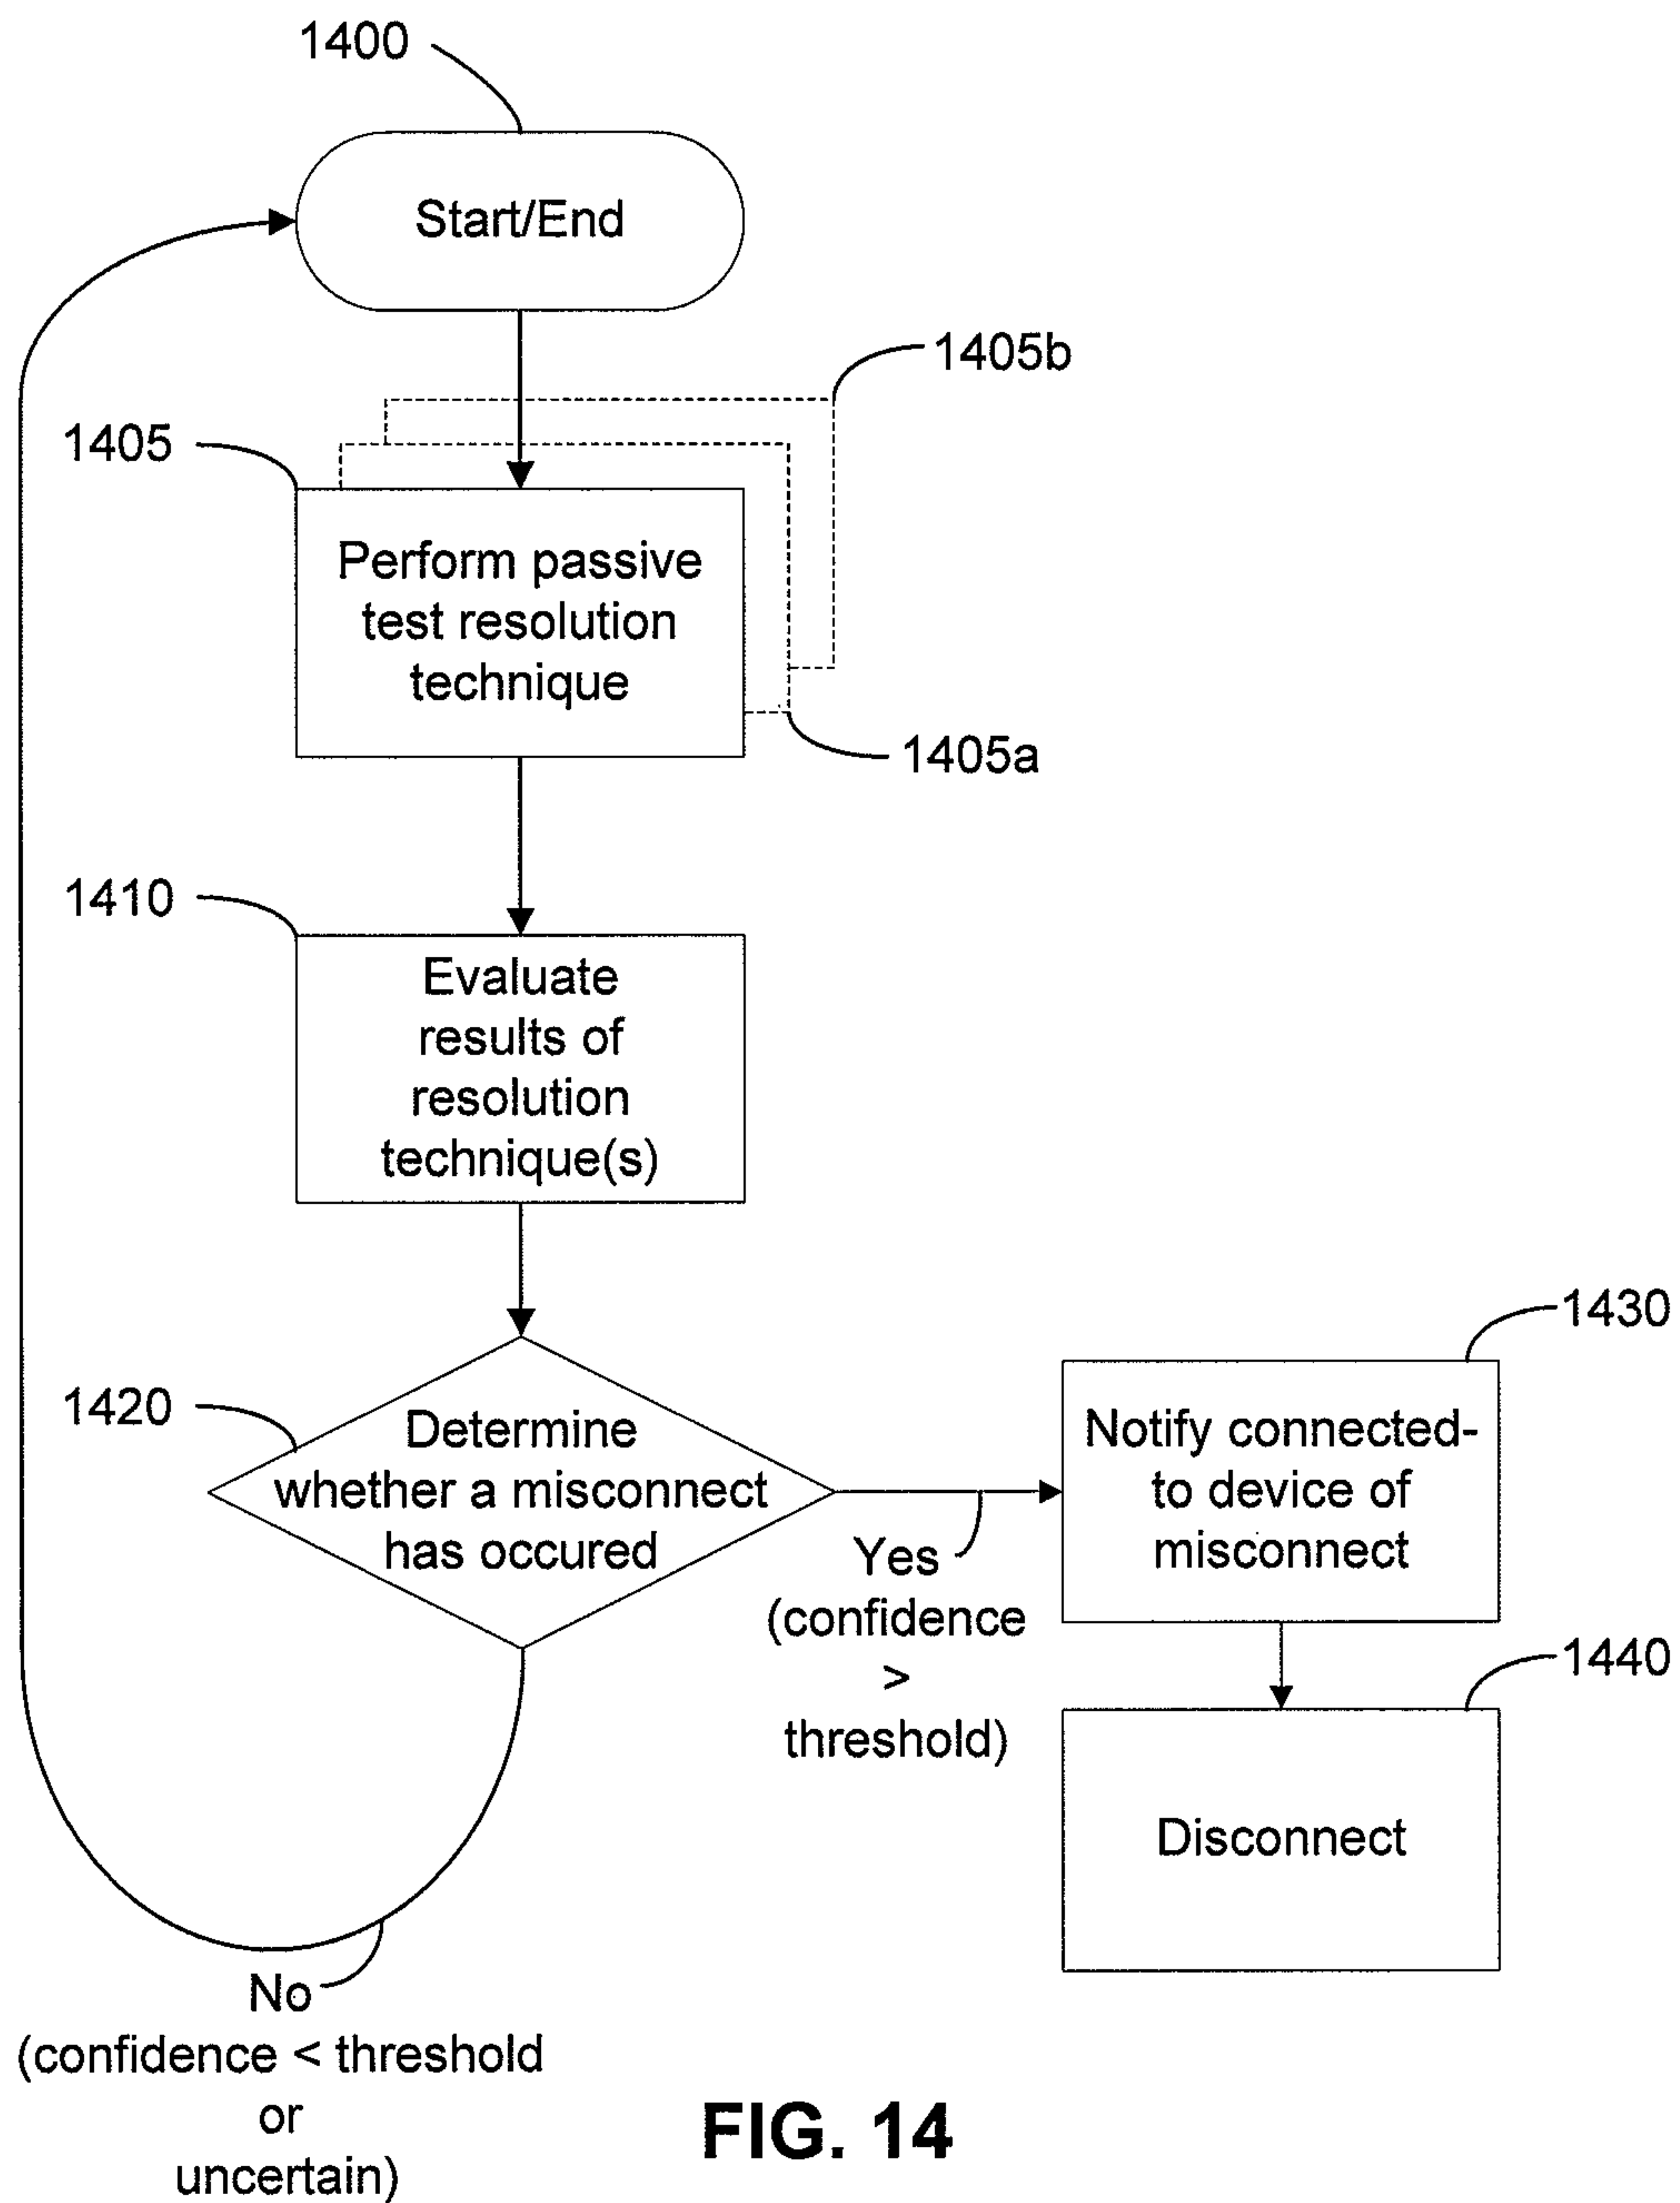 1400
Start/End
1405b
1405
Perform passive
test resolution
technique
1405a
1410
Evaluate
results of
resolution
technique(s)
1430
1420
Determine
whether a misconnect
has occured
Notify connected-
to device of
misconnect
Yes
(confidence
>
threshold)
1440
Disconnect
No
(confidence < threshold
or
uncertain)
FIG. 14